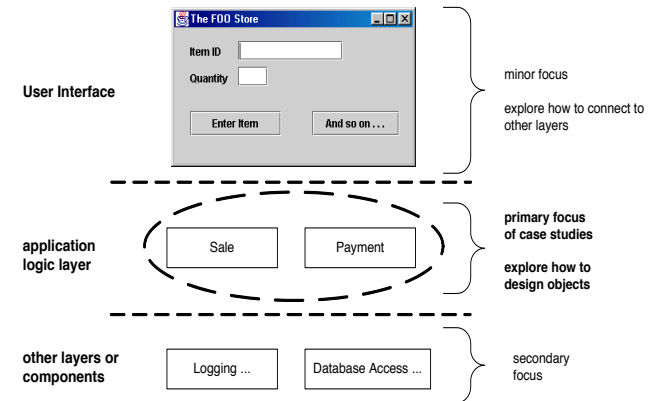 The FOO Store
Item ID
Quantity
Enter Item
And so on . . .
User Interface
minor focus
explore how to connect to
other layers
application
logic layer
Sale
Payment
primary focus
of case studies
explore how to
design objects
other layers or
components
Logging ...
Database Access ...
secondary
focus